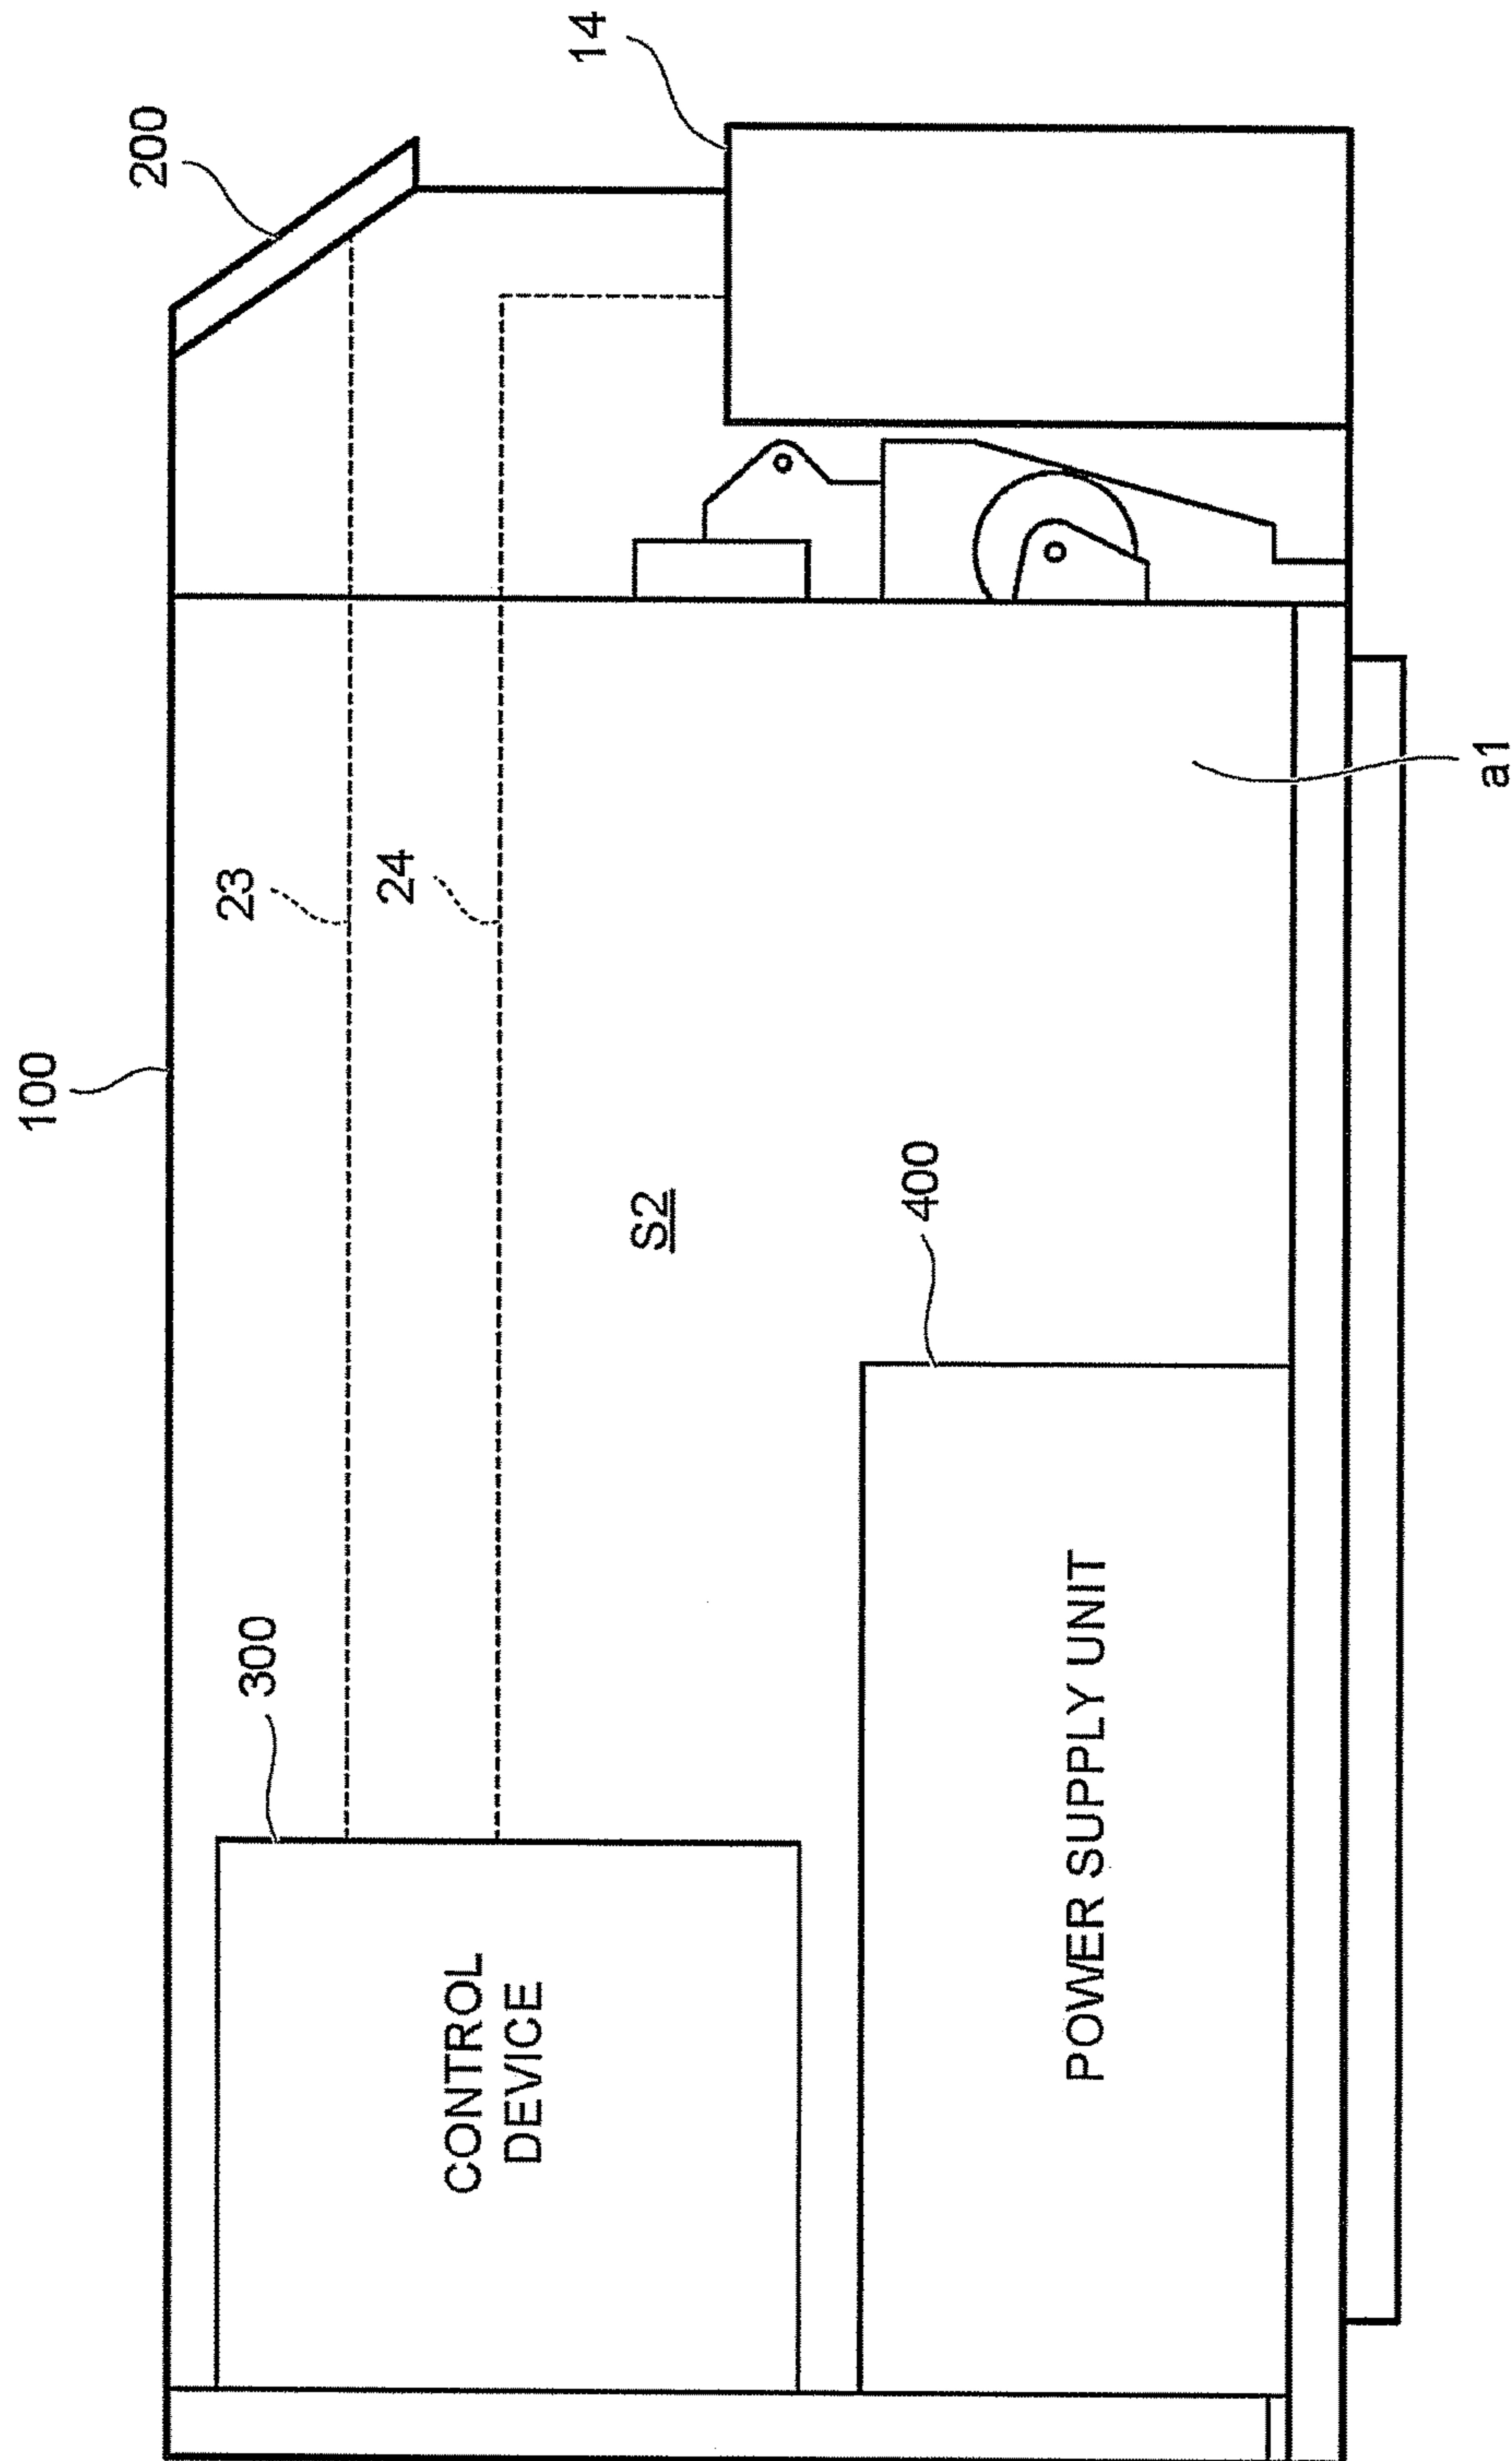 100
200
23
300
24
CONTROL
DEVICE
14
S2
400
POWER SUPPLY UNIT
a1